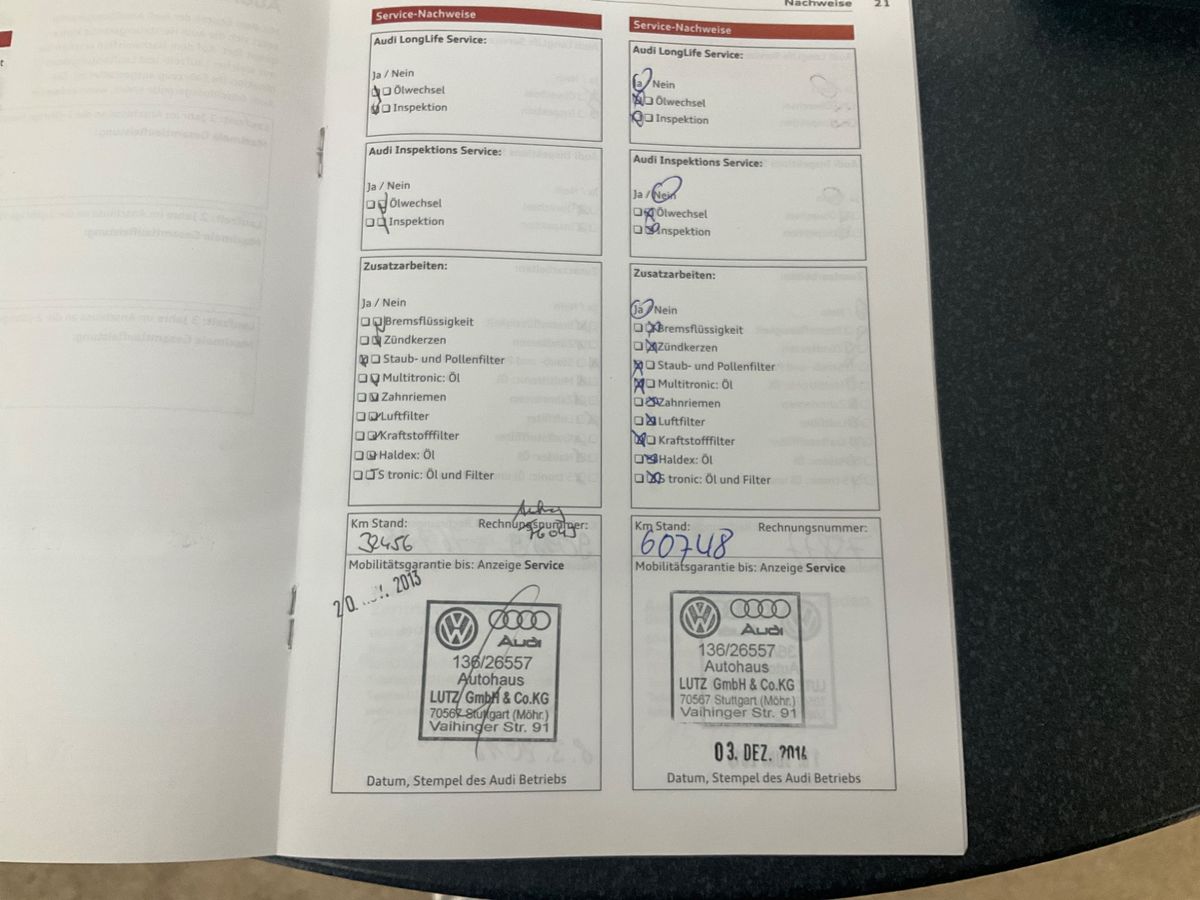 Nachweise 21
Service-Nachweise
Audi LongLife Service:
Ja / Nein
Ölwechsel
Inspektion
Audi Inspektions Service:
Ja / Nein
Ölwechsel
Inspektion
Zusatzarbeiten:
Ja / Nein
Bremsflüssigkeit
Zündkerzen
Staub- und Pollenfilter
Multitronic: Öl
Zahnriemen
Luftfilter
Kraftstofffilter
Haldex: Öl
S tronic: Öl und Filter
Km Stand: Rechnungsnummer:
32456
Mobilitätsgarantie bis: Anzeige Service
20. 2013
Audi
136/26557
Autohaus
LUTZ GmbH & Co.KG
70567 Stuttgart (Möhr.)
Vaihinger Str. 91
Datum, Stempel des Audi Betriebs
Service-Nachweise
Audi LongLife Service:
Ja / Nein
Ölwechsel
Inspektion
Audi Inspektions Service:
Ja / Nein
Ölwechsel
Inspektion
Zusatzarbeiten:
Ja / Nein
Bremsflüssigkeit
Zündkerzen
Staub- und Pollenfilter
Multitronic: Öl
Zahnriemen
Luftfilter
Kraftstofffilter
Haldex: Öl
S tronic: Öl und Filter
Km Stand: Rechnungsnummer:
60748
Mobilitätsgarantie bis: Anzeige Service
Audi
136/26557
Autohaus
LUTZ GmbH & Co.KG
70567 Stuttgart (Möhr.)
Vaihinger Str. 91
03. DEZ.
Datum, Stempel des Audi Betriebs